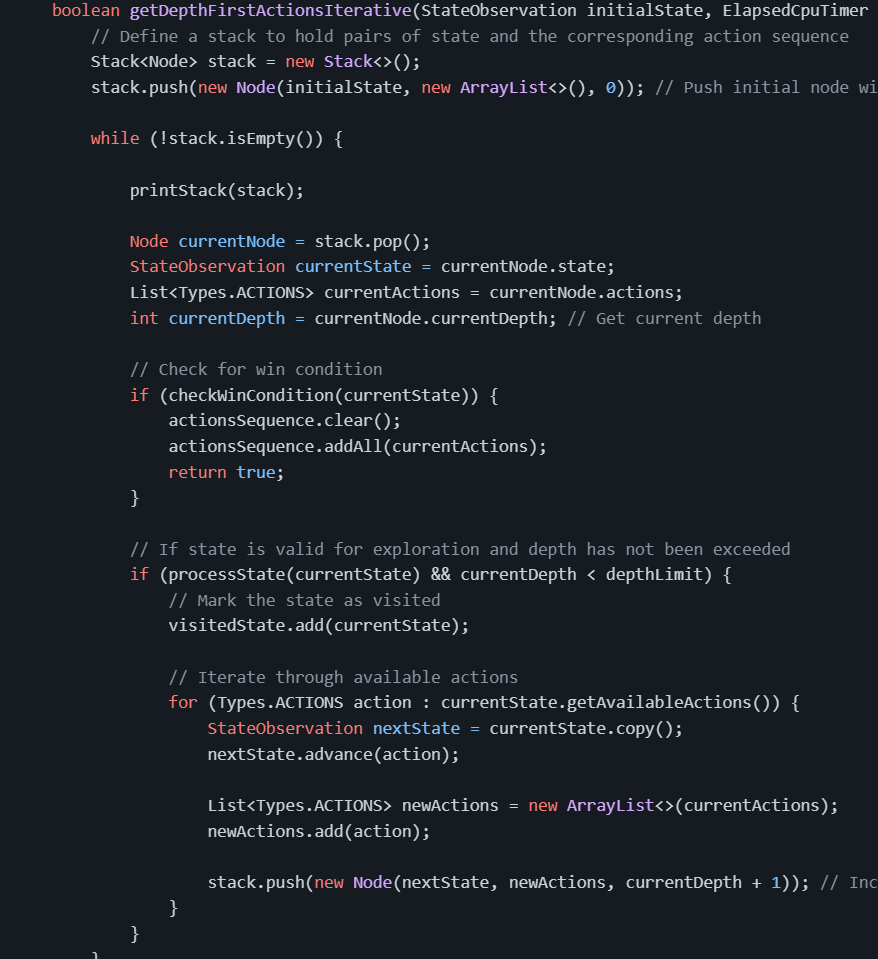 boolean getDepthFirstActionsIterative(StateObservation initialState, ElapsedCpuTimer
// Define a stack to hold pairs of state and the corresponding action sequence
Stack<Node> stack = new Stack<>();
stack.push(new Node(initialState, new ArrayList<>(), 0)); // Push initial node wi
while (!stack.isEmpty()) {
printStack(stack);
Node currentNode = stack.pop();
StateObservation currentState = currentNode.state;
List<Types.ACTIONS> currentActions = currentNode.actions;
int currentDepth = currentNode.currentDepth; // Get current depth
// Check for win condition
if (checkWinCondition(currentState)) {
actionsSequence.clear();
actionsSequence.addAll(currentActions);
return true;
}
// If state is valid for exploration and depth has not been exceeded
if (processState(currentState) && currentDepth < depthLimit) {
// Mark the state as visited
visitedState.add(currentState);
// Iterate through available actions
for (Types.ACTIONS action : currentState.getAvailableActions()) {
StateObservation nextState = currentState.copy();
nextState.advance(action);
List<Types.ACTIONS> newActions = new ArrayList<>(currentActions);
newActions.add(action);
stack.push(new Node(nextState, newActions, currentDepth + 1)); // Inc
}
}
}